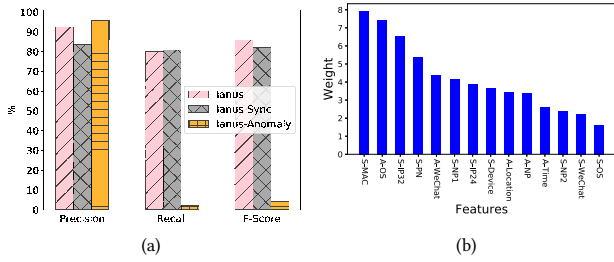 100
90
80
70
60
50
40
30
20
10
0
%
Precision
Recall
F-Score
Ianus
Ianus-Sync
Ianus-Anomaly
(a)
8
7
6
5
4
3
2
1
0
Weight
S-MAC
A-OS
S-IP32
S-PN
A-WeChat
S-NP1
S-IP24
S-Device
A-Location
A-NP
A-Time
S-NP2
S-WeChat
S-OS
Features
(b)